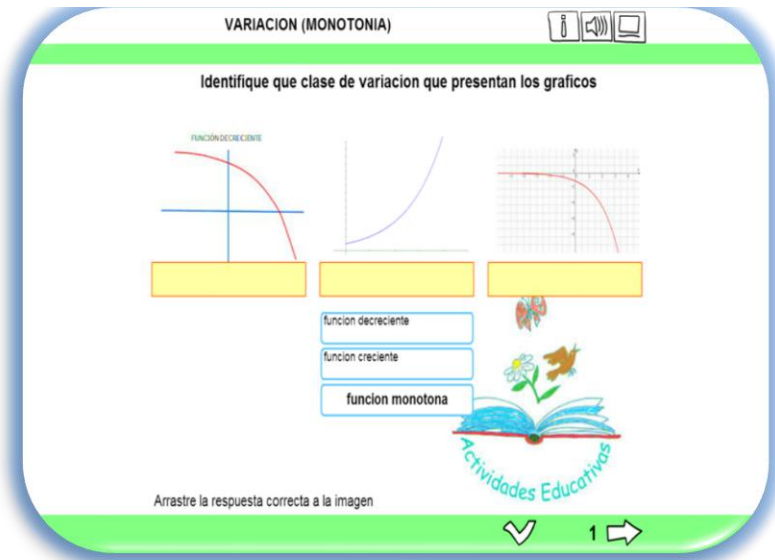 VARIACION (MONOTONIA)
Identifique que clase de variacion que presentan los graficos
FUNCIÓN DECRECIENTE
funcion decreciente
funcion creciente
funcion monotona
Actividades Educativas
Arrastre la respuesta correcta a la imagen
1